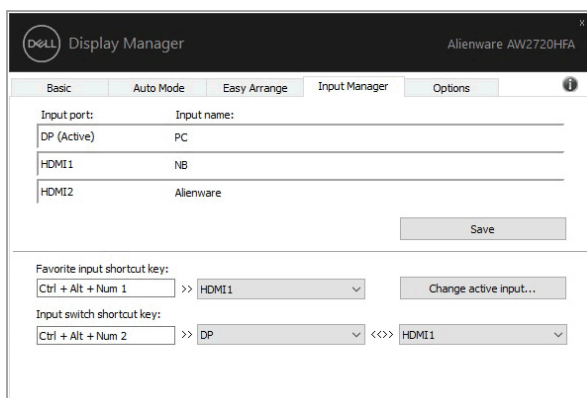 DELL Display Manager Alienware AW2720HFA x
Basic Auto Mode Easy Arrange Input Manager Options i
Input port: Input name:
DP (Active) PC
HDMI1 NB
HDMI2 Alienware
Save
Favorite input shortcut key:
Ctrl + Alt + Num 1 >> HDMI1 Change active input...
Input switch shortcut key:
Ctrl + Alt + Num 2 >> DP <<>> HDMI1